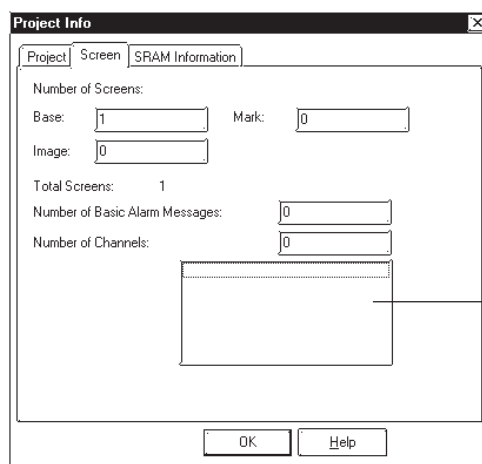 Project Info
Project Screen SRAM Information
Number of Screens:
Base: 1 Mark: 0
Image: 0
Total Screens: 1
Number of Basic Alarm Messages: 0
Number of Channels: 0
OK Help